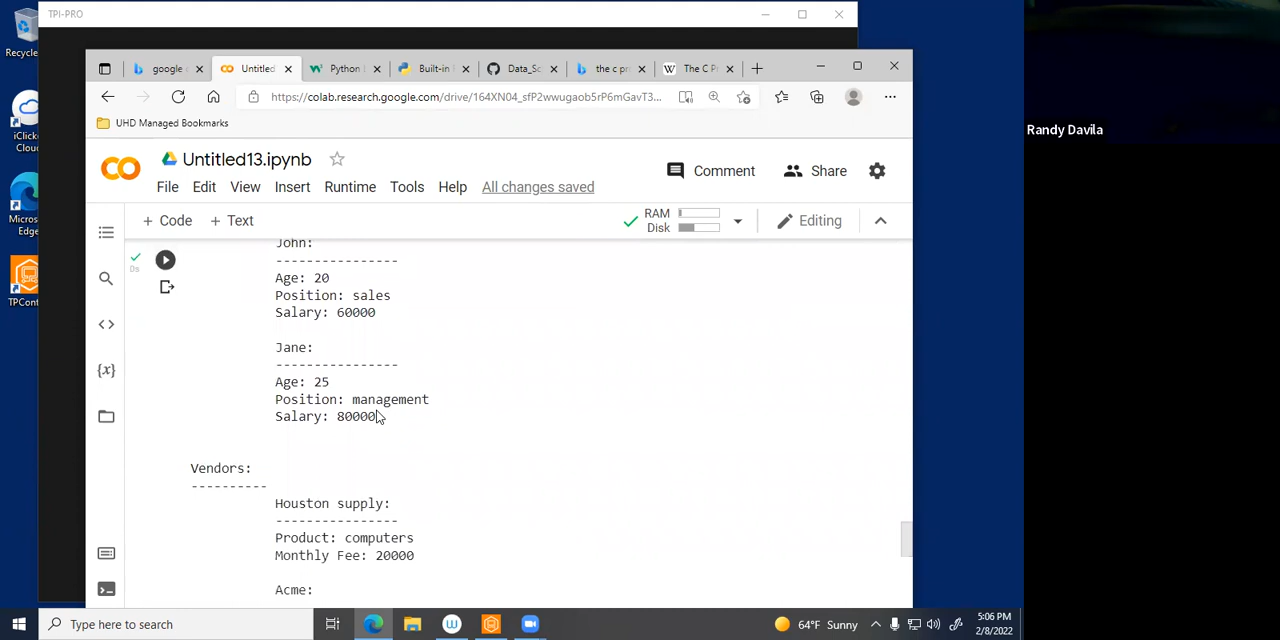 TPI-PRO
Recycle
iClicke
Clou
Micros
Edge
TPCont
google
Untitled
Python
Built-in F
Data_Sc
the c pr
The C P
https://colab.research.google.com/drive/164XN04_sfP2wwugaob5rP6mGavT3...
UHD Managed Bookmarks
Untitled13.ipynb
Comment
Share
File Edit View Insert Runtime Tools Help All changes saved
+ Code + Text
RAM
Disk
Editing
0s
John:
----------------
Age: 20
Position: sales
Salary: 60000
Jane:
----------------
Age: 25
Position: management
Salary: 80000
Vendors:
----------
Houston supply:
----------------
Product: computers
Monthly Fee: 20000
Acme:
Randy Davila
Type here to search
64°F Sunny
5:06 PM
2/8/2022